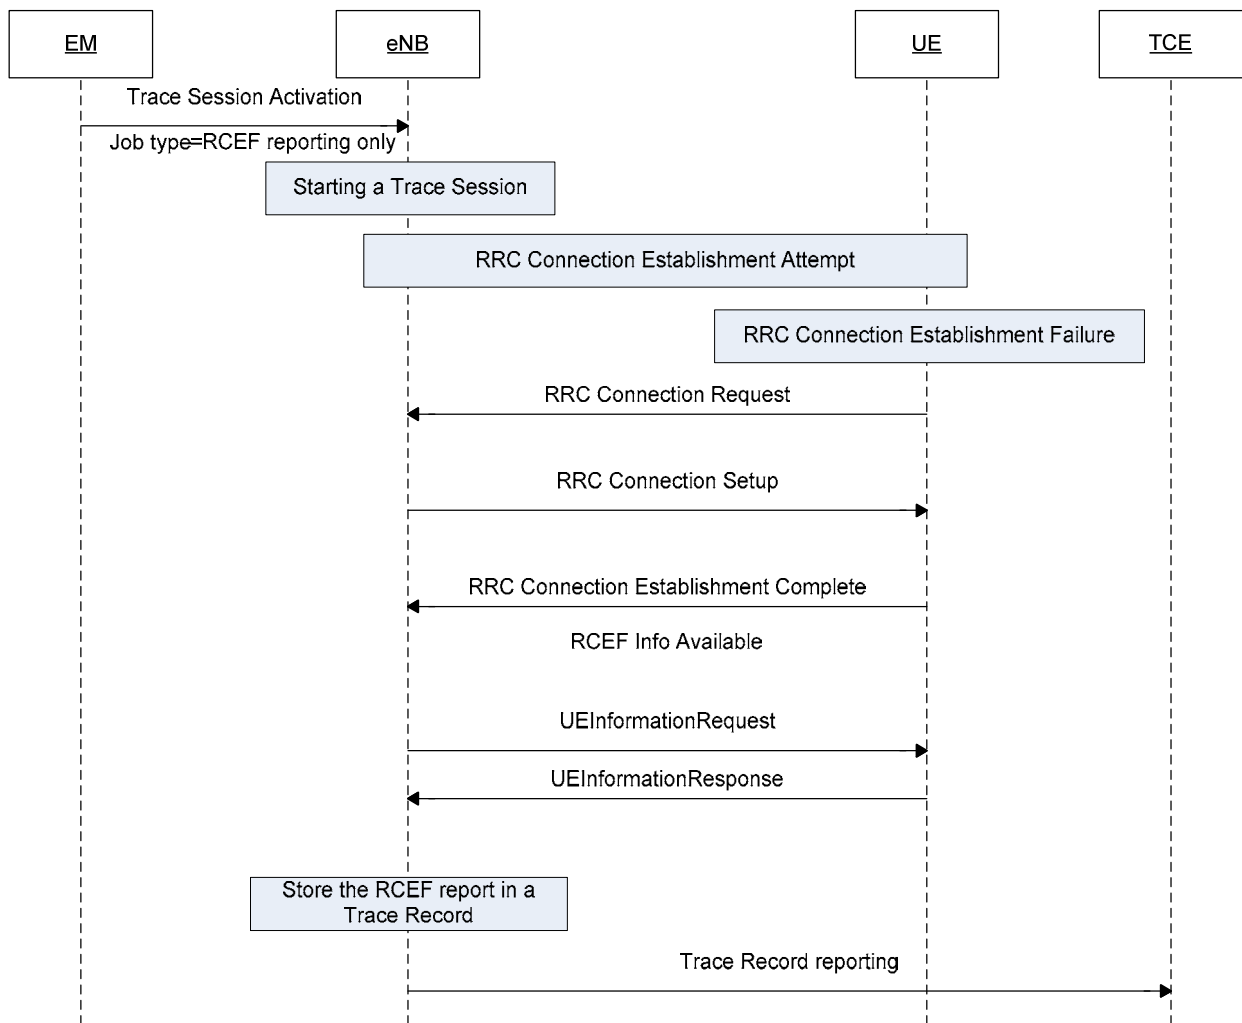 EM
eNB
UE
TCE
Trace Session Activation
Job type=RCEF reporting only
Starting a Trace Session
RRC Connection Establishment Attempt
RRC Connection Establishment Failure
RRC Connection Request
RRC Connection Setup
RRC Connection Establishment Complete
RCEF Info Available
UEInformationRequest
UEInformationResponse
Store the RCEF report in a
Trace Record
Trace Record reporting